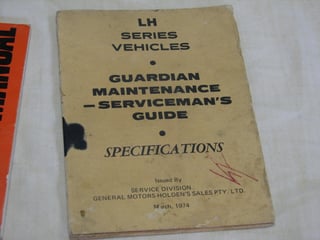 MANUAL
LH
SERIES
VEHICLES
•
GUARDIAN
MAINTENANCE
—SERVICEMAN'S
GUIDE
•
SPECIFICATIONS
Issued By
SERVICE DIVISION
GENERAL MOTORS-HOLDEN'S SALES PTY. LTD.
March, 1974